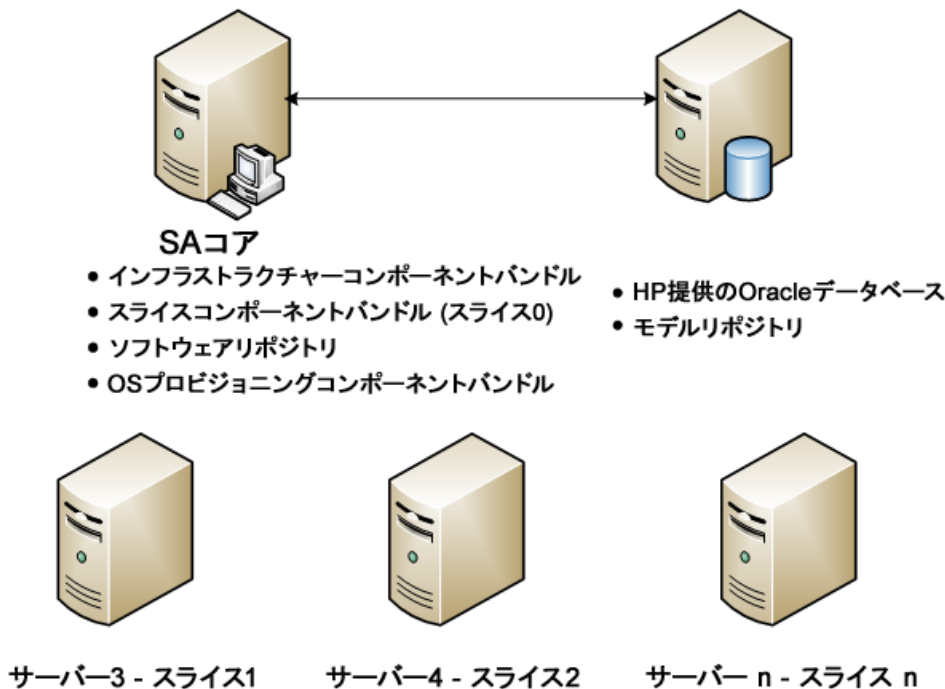 SAコア
• インフラストラクチャーコンポーネントバンドル
• スライスコンポーネントバンドル (スライス0)
• ソフトウェアリポジトリ
• OSプロビジョニングコンポーネントバンドル
• HP提供のOracleデータベース
• モデルリポジトリ
サーバー3 - スライス1
サーバー4 - スライス2
サーバー n - スライス n